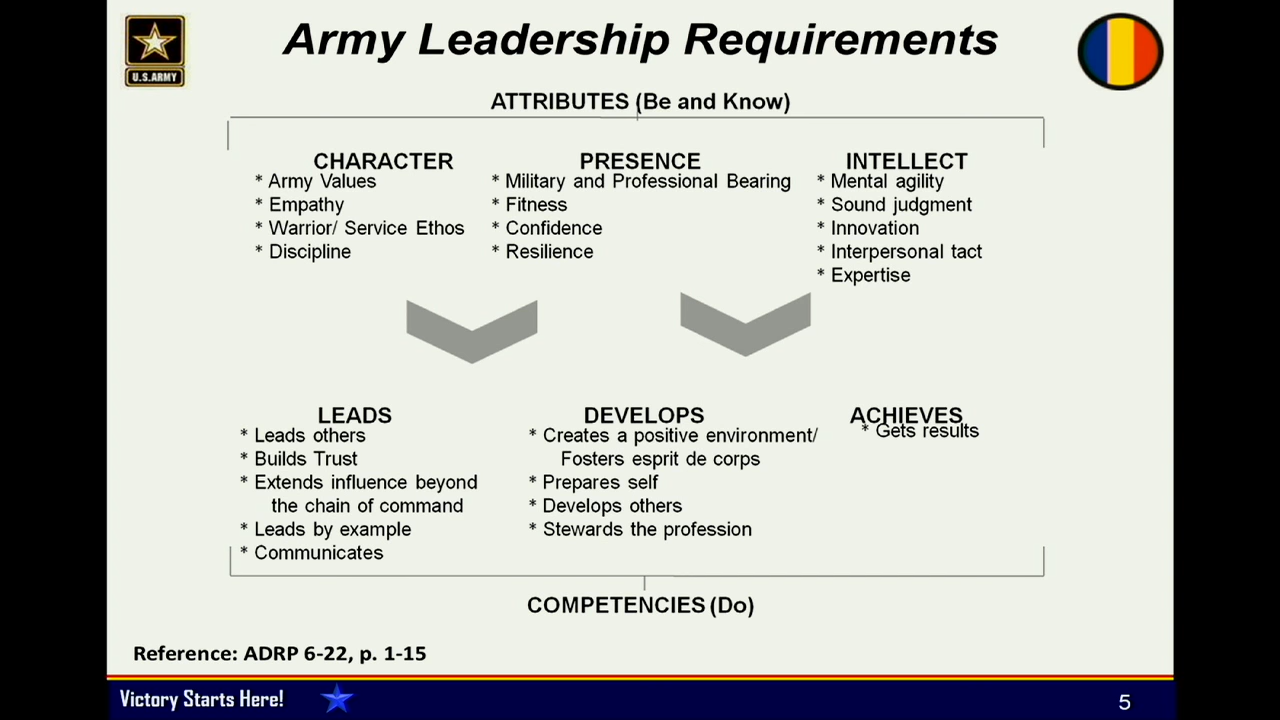 Army Leadership Requirements
U.S.ARMY
ATTRIBUTES (Be and Know)
CHARACTER
* Army Values
* Empathy
* Warrior/ Service Ethos
* Discipline
PRESENCE
* Military and Professional Bearing
* Fitness
* Confidence
* Resilience
INTELLECT
* Mental agility
* Sound judgment
* Innovation
* Interpersonal tact
* Expertise
LEADS
* Leads others
* Builds Trust
* Extends influence beyond
the chain of command
* Leads by example
* Communicates
DEVELOPS
* Creates a positive environment/
Fosters esprit de corps
* Prepares self
* Develops others
* Stewards the profession
ACHIEVES
* Gets results
COMPETENCIES (Do)
Reference: ADRP 6-22, p. 1-15
Victory Starts Here!
5